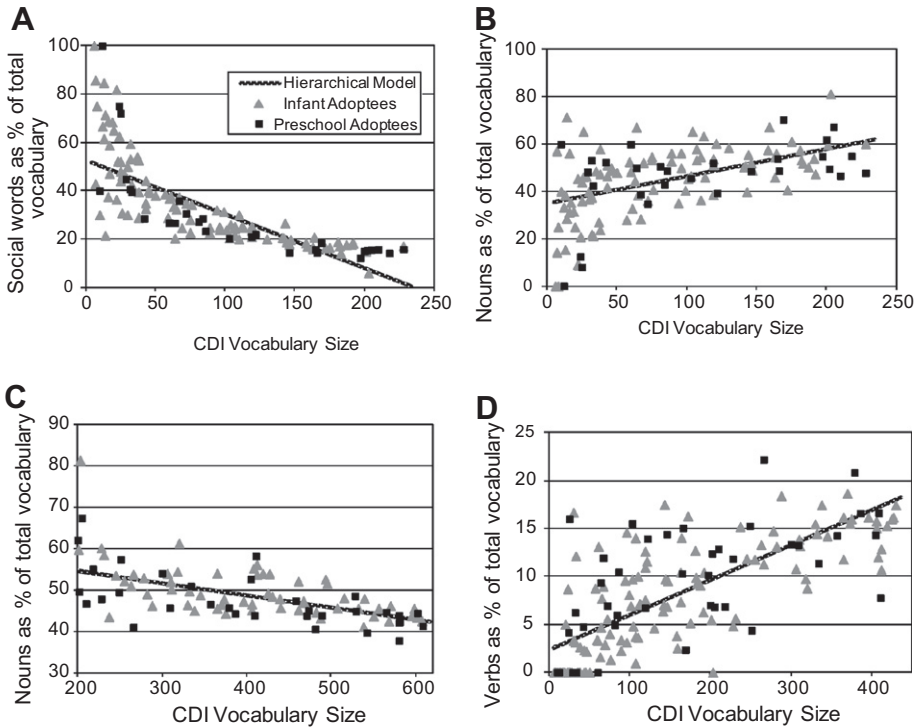 A
Social words as % of total
vocabulary
100
80
60
40
20
0
0 50 100 150 200 250
CDI Vocabulary Size
Hierarchical Model
Infant Adoptees
Preschool Adoptees
B
Nouns as % of total vocabulary
100
80
60
40
20
0
0 50 100 150 200 250
CDI Vocabulary Size
C
Nouns as % of total vocabulary
90
80
70
60
50
40
30
200 300 400 500 600
CDI Vocabulary Size
D
Verbs as % of total vocabulary
25
20
15
10
5
0
0 100 200 300 400
CDI Vocabulary Size